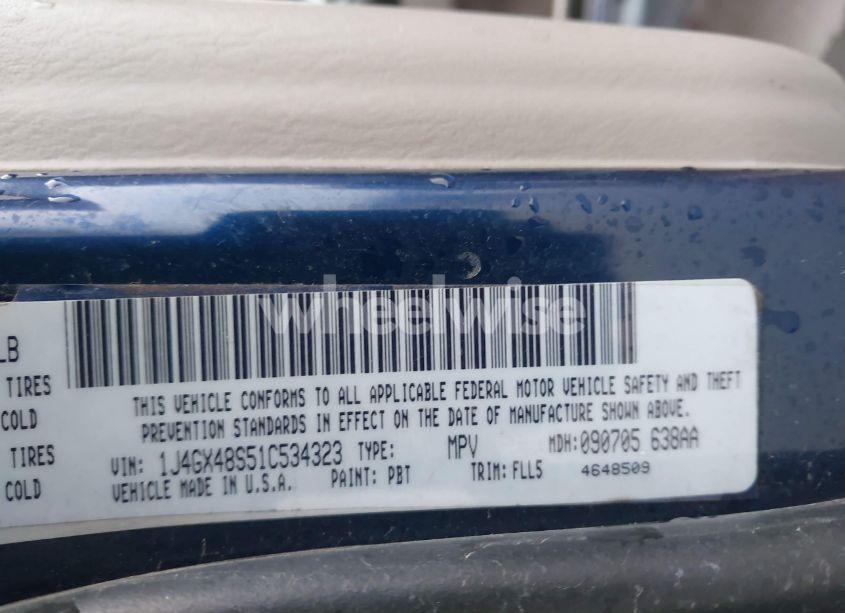 wheelwise
LB
TIRES
COLD
TIRES
COLD
THIS VEHICLE CONFORMS TO ALL APPLICABLE FEDERAL MOTOR VEHICLE SAFETY AND THEFT
PREVENTION STANDARDS IN EFFECT ON THE DATE OF MANUFACTURE SHOWN ABOVE.
VIN: 1J4GX48S51C534323 TYPE: MPV MDH: 090705 638AA
VEHICLE MADE IN U.S.A. PAINT: PBT TRIM: FLL5 4648509